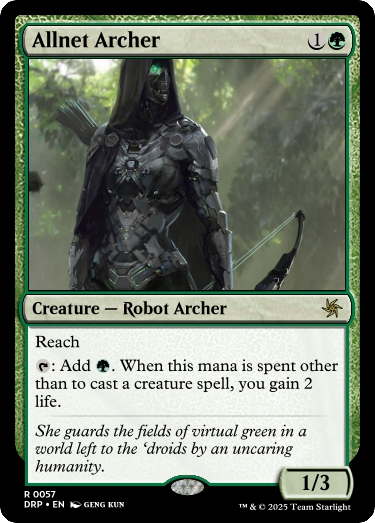 Allnet Archer 1
Creature — Robot Archer
Reach
: Add . When this mana is spent other
than to cast a creature spell, you gain 2
life.
She guards the fields of virtual green in a
world left to the ‘droids by an uncaring
humanity.
1/3
R 0057
DRP • EN GENG KUN
™ & © 2025 Team Starlight